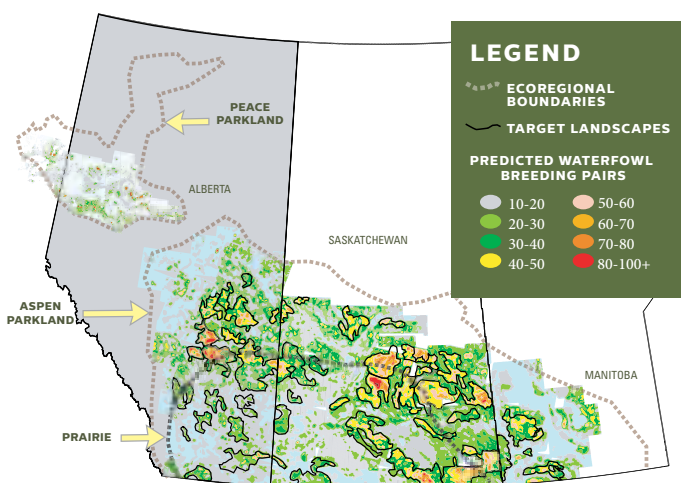 LEGEND
ECOREGIONAL
BOUNDARIES
TARGET LANDSCAPES
PREDICTED WATERFOWL
BREEDING PAIRS
10-20
20-30
30-40
40-50
50-60
60-70
70-80
80-100+
PEACE
PARKLAND
ALBERTA
SASKATCHEWAN
ASPEN
PARKLAND
MANITOBA
PRAIRIE